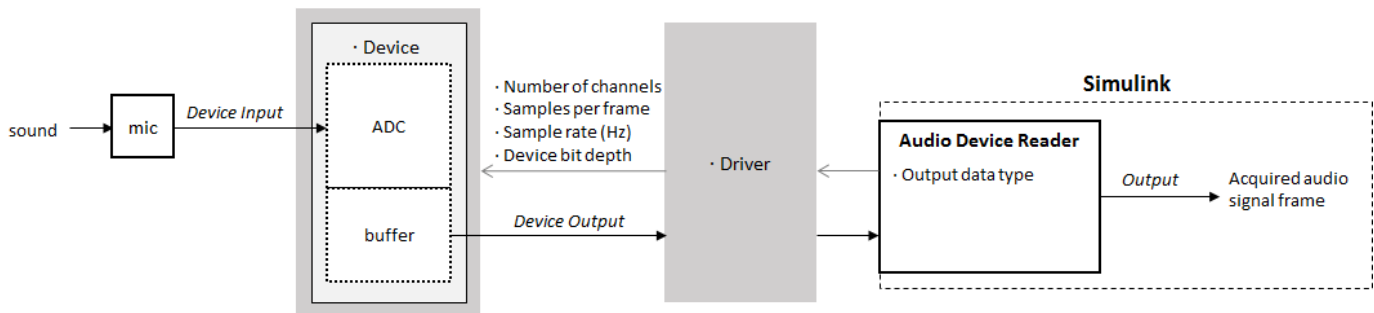 sound
mic
Device Input
· Device
ADC
buffer
· Number of channels
· Samples per frame
· Sample rate (Hz)
· Device bit depth
Device Output
· Driver
Simulink
Audio Device Reader
· Output data type
Output
Acquired audio
signal frame